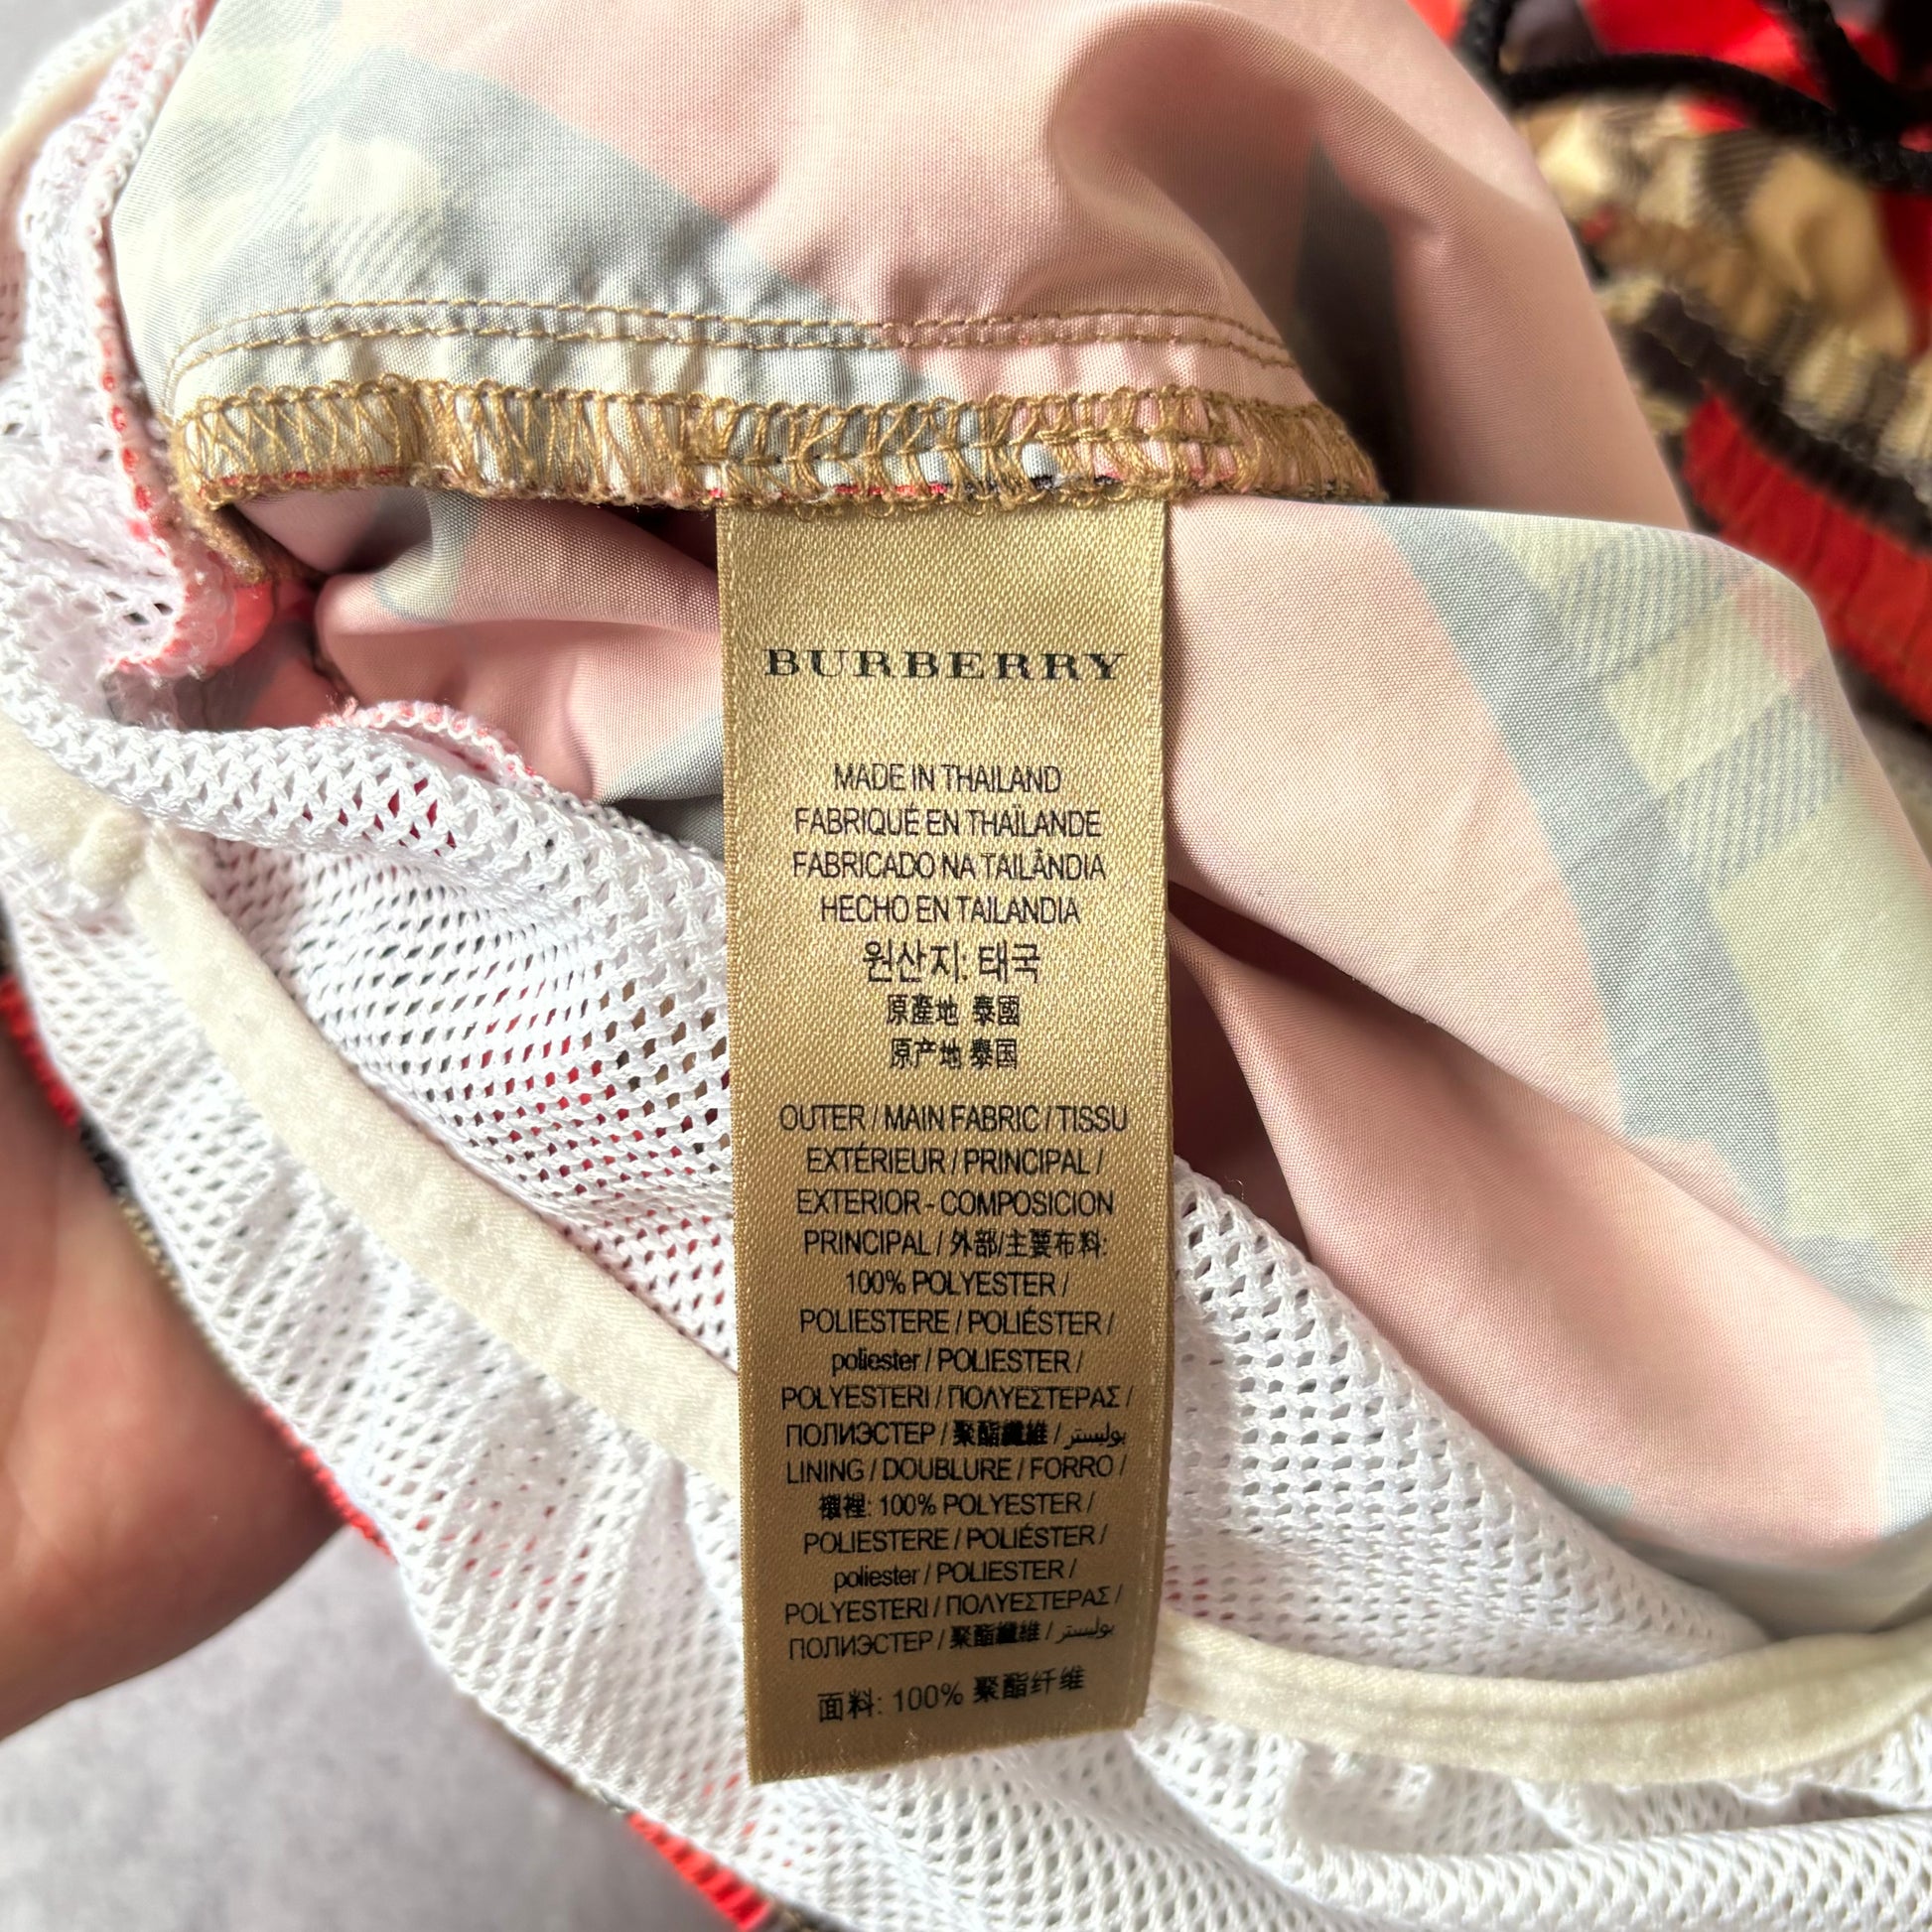 BURBERRY
MADE IN THAILAND
FABRIQUÉ EN THAÏLANDE
FABRICADO NA TAILÂNDIA
HECHO EN TAILANDIA
원산지: 태국
原產地 泰國
原产地 泰国
OUTER / MAIN FABRIC / TISSU
EXTÉRIEUR / PRINCIPAL /
EXTERIOR - COMPOSICION
PRINCIPAL / 外部/主要布料:
100% POLYESTER /
POLIESTERE / POLIÉSTER /
poliester / POLIESTER /
POLYESTERI / ΠΟΛΥΕΣΤΕΡΑΣ /
ПОЛИЭСТЕР / 聚酯纖維 / بوليستر
LINING / DOUBLURE / FORRO /
襯裡: 100% POLYESTER /
POLIESTERE / POLIÉSTER /
poliester / POLIESTER /
POLYESTERI / ΠΟΛΥΕΣΤΕΡΑΣ /
ПОЛИЭСТЕР / 聚酯纖維 / بوليستر
面料: 100% 聚酯纤维